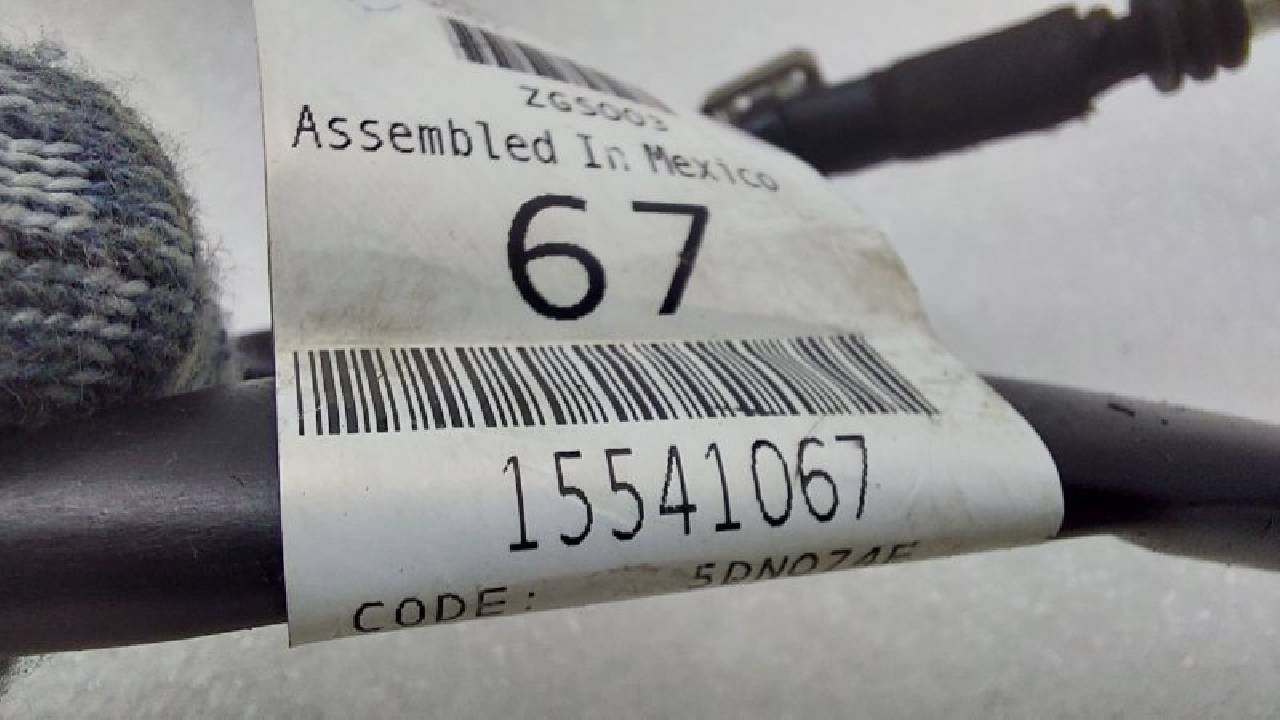 ZGS003
Assembled In Mexico
67
15541067
CODE: